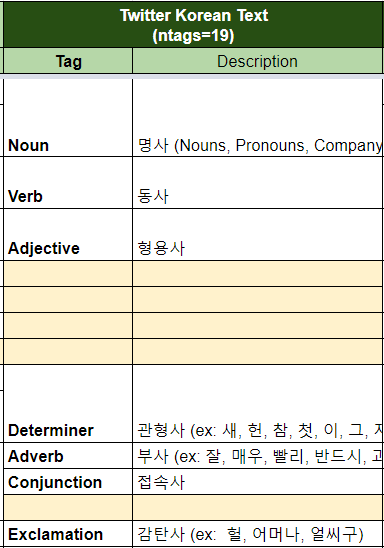 Twitter Korean Text
(ntags=19)
Tag Description
Noun 명사 (Nouns, Pronouns, Company
Verb 동사
Adjective 형용사
Determiner 관형사 (ex: 새, 헌, 참, 첫, 이, 그,
Adverb 부사 (ex: 잘, 매우, 빨리, 반드시,
Conjunction 접속사
Exclamation 감탄사 (ex: 헐, 어머나, 얼씨구)